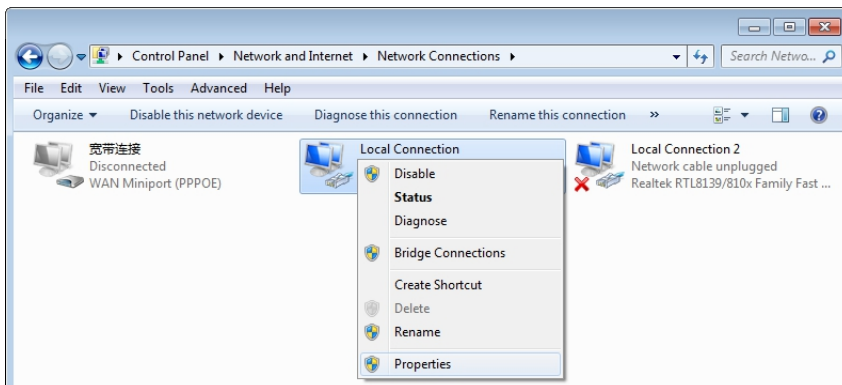 Control Panel ▸ Network and Internet ▸ Network Connections ▸
Search Netwo...
File Edit View Tools Advanced Help
Organize Disable this network device Diagnose this connection Rename this connection »
宽带连接
Disconnected
WAN Miniport (PPPOE)
Local Connection
Disable
Status
Diagnose
Bridge Connections
Create Shortcut
Delete
Rename
Properties
Local Connection 2
Network cable unplugged
Realtek RTL8139/810x Family Fast ...